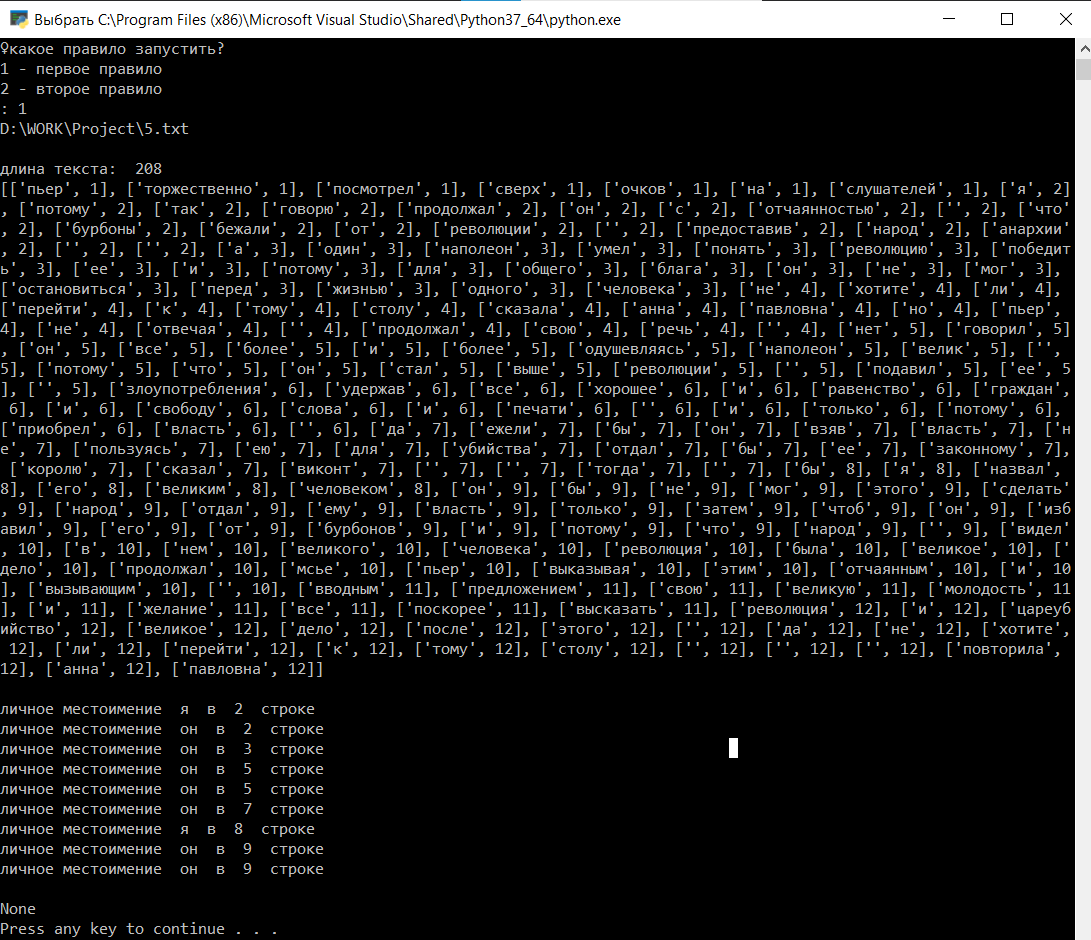 Выбрать C:\Program Files (x86)\Microsoft Visual Studio\Shared\Python37_64\python.exe
♀какое правило запустить?
1 - первое правило
2 - второе правило
: 1
D:\WORK\Project\5.txt
длина текста:  208
[['пьер', 1], ['торжественно', 1], ['посмотрел', 1], ['сверх', 1], ['очков', 1], ['на', 1], ['слушателей', 1], ['я', 2]
, ['потому', 2], ['так', 2], ['говорю', 2], ['продолжал', 2], ['он', 2], ['с', 2], ['отчаянностью', 2], ['', 2], ['что'
, 2], ['бурбоны', 2], ['бежали', 2], ['от', 2], ['революции', 2], ['', 2], ['предоставив', 2], ['народ', 2], ['анархии'
, 2], ['', 2], ['', 2], ['а', 3], ['один', 3], ['наполеон', 3], ['умел', 3], ['понять', 3], ['революцию', 3], ['победит
ь', 3], ['ее', 3], ['и', 3], ['потому', 3], ['для', 3], ['общего', 3], ['блага', 3], ['он', 3], ['не', 3], ['мог', 3],
['остановиться', 3], ['перед', 3], ['жизнью', 3], ['одного', 3], ['человека', 3], ['не', 4], ['хотите', 4], ['ли', 4],
['перейти', 4], ['к', 4], ['тому', 4], ['столу', 4], ['сказала', 4], ['анна', 4], ['павловна', 4], ['но', 4], ['пьер',
4], ['не', 4], ['отвечая', 4], ['', 4], ['продолжал', 4], ['свою', 4], ['речь', 4], ['', 4], ['нет', 5], ['говорил', 5]
, ['он', 5], ['все', 5], ['более', 5], ['и', 5], ['более', 5], ['одушевляясь', 5], ['наполеон', 5], ['велик', 5], ['',
5], ['потому', 5], ['что', 5], ['он', 5], ['стал', 5], ['выше', 5], ['революции', 5], ['', 5], ['подавил', 5], ['ее', 5
], ['', 5], ['злоупотребления', 6], ['удержав', 6], ['все', 6], ['хорошее', 6], ['и', 6], ['равенство', 6], ['граждан',
6], ['и', 6], ['свободу', 6], ['слова', 6], ['и', 6], ['печати', 6], ['', 6], ['и', 6], ['только', 6], ['потому', 6],
['приобрел', 6], ['власть', 6], ['', 6], ['да', 7], ['ежели', 7], ['бы', 7], ['он', 7], ['взяв', 7], ['власть', 7], ['н
е', 7], ['пользуясь', 7], ['ею', 7], ['для', 7], ['убийства', 7], ['отдал', 7], ['бы', 7], ['ее', 7], ['законному', 7],
['королю', 7], ['сказал', 7], ['виконт', 7], ['', 7], ['', 7], ['тогда', 7], ['', 7], ['бы', 8], ['я', 8], ['назвал',
8], ['его', 8], ['великим', 8], ['человеком', 8], ['он', 9], ['бы', 9], ['не', 9], ['мог', 9], ['этого', 9], ['сделать'
, 9], ['народ', 9], ['отдал', 9], ['ему', 9], ['власть', 9], ['только', 9], ['затем', 9], ['чтоб', 9], ['он', 9], ['изб
авил', 9], ['его', 9], ['от', 9], ['бурбонов', 9], ['и', 9], ['потому', 9], ['что', 9], ['народ', 9], ['', 9], ['видел'
, 10], ['в', 10], ['нем', 10], ['великого', 10], ['человека', 10], ['революция', 10], ['была', 10], ['великое', 10], ['
дело', 10], ['продолжал', 10], ['мсье', 10], ['пьер', 10], ['выказывая', 10], ['этим', 10], ['отчаянным', 10], ['и', 10
], ['вызывающим', 10], ['', 10], ['вводным', 11], ['предложением', 11], ['свою', 11], ['великую', 11], ['молодость', 11
], ['и', 11], ['желание', 11], ['все', 11], ['поскорее', 11], ['высказать', 11], ['революция', 12], ['и', 12], ['цареуб
ийство', 12], ['великое', 12], ['дело', 12], ['после', 12], ['этого', 12], ['', 12], ['да', 12], ['не', 12], ['хотите',
12], ['ли', 12], ['перейти', 12], ['к', 12], ['тому', 12], ['столу', 12], ['', 12], ['', 12], ['', 12], ['повторила',
12], ['анна', 12], ['павловна', 12]]
личное местоимение  я  в  2  строке
личное местоимение  он  в  2  строке
личное местоимение  он  в  3  строке
личное местоимение  он  в  5  строке
личное местоимение  он  в  5  строке
личное местоимение  он  в  7  строке
личное местоимение  я  в  8  строке
личное местоимение  он  в  9  строке
личное местоимение  он  в  9  строке
None
Press any key to continue . . .